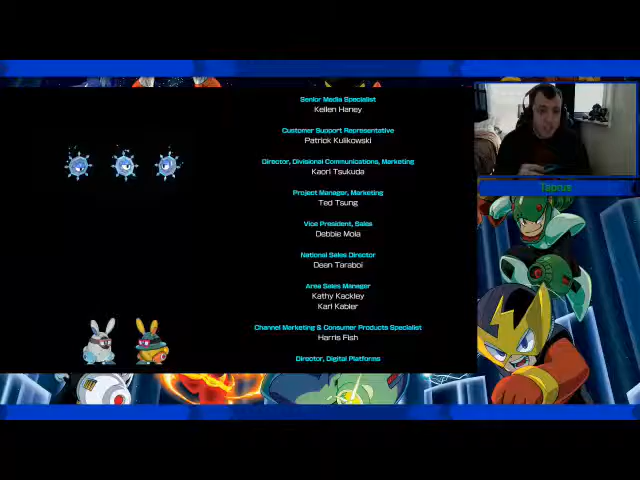 Senior Media Specialist
Kellen Haney
Customer Support Representative
Patrick Kulikowski
Director, Divisional Communications, Marketing
Kaori Tsukuda
Project Manager, Marketing
Ted Tsung
Vice President, Sales
Debbie Mola
National Sales Director
Dean Taraboi
Area Sales Manager
Kathy Kackley
Karl Kabler
Channel Marketing & Consumer Products Specialist
Harris Fish
Director, Digital Platforms